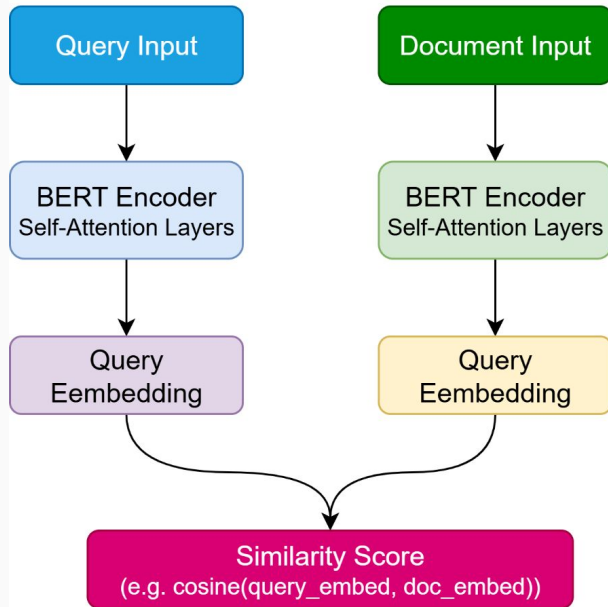 Query Input
Document Input
BERT Encoder
Self-Attention Layers
BERT Encoder
Self-Attention Layers
Query
Eembedding
Query
Eembedding
Similarity Score
(e.g. cosine(query_embed, doc_embed))